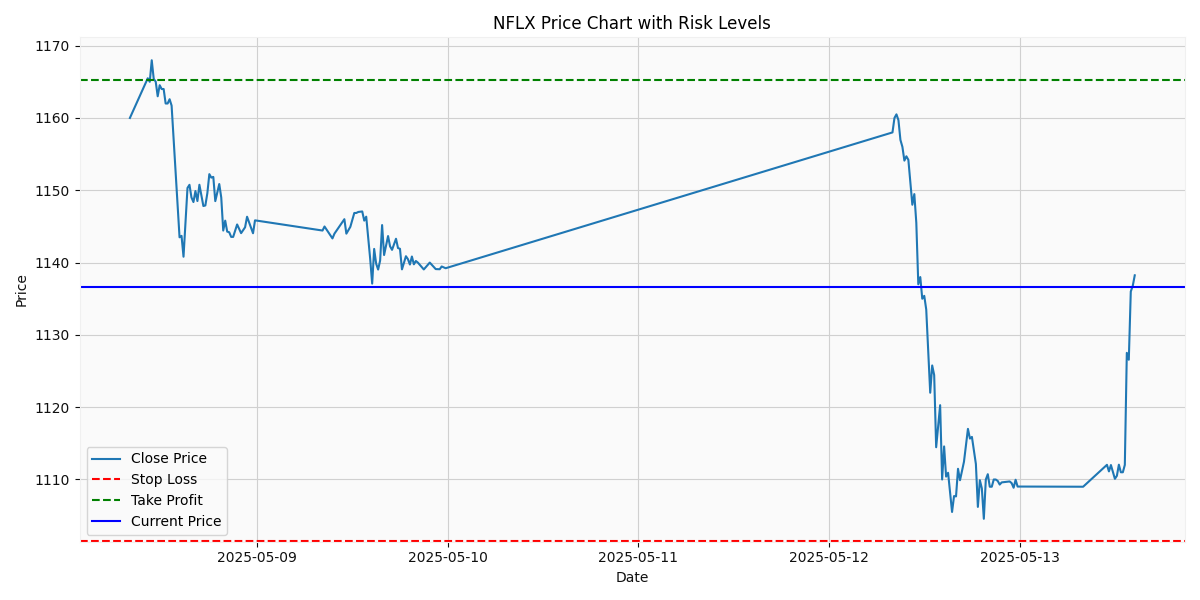 NFLX Price Chart with Risk Levels
1170
1160
1150
1140
1130
1120
1110
Price
Close Price
Stop Loss
Take Profit
Current Price
2025-05-09
2025-05-10
2025-05-11
2025-05-12
2025-05-13
Date